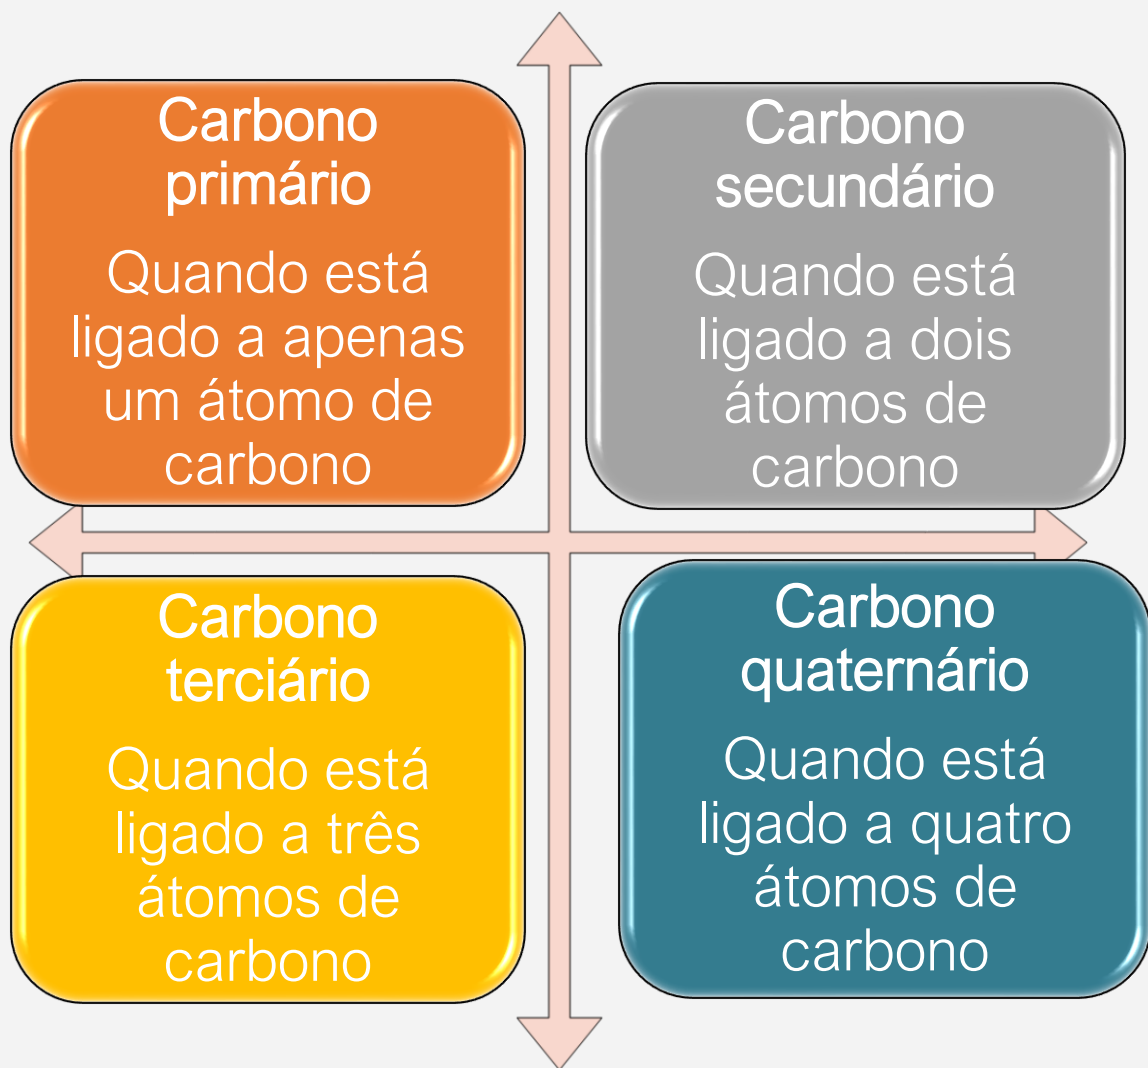 Carbono
primário
Quando está
ligado a apenas
um átomo de
carbono
Carbono
secundário
Quando está
ligado a dois
átomos de
carbono
Carbono
terciário
Quando está
ligado a três
átomos de
carbono
Carbono
quaternário
Quando está
ligado a quatro
átomos de
carbono